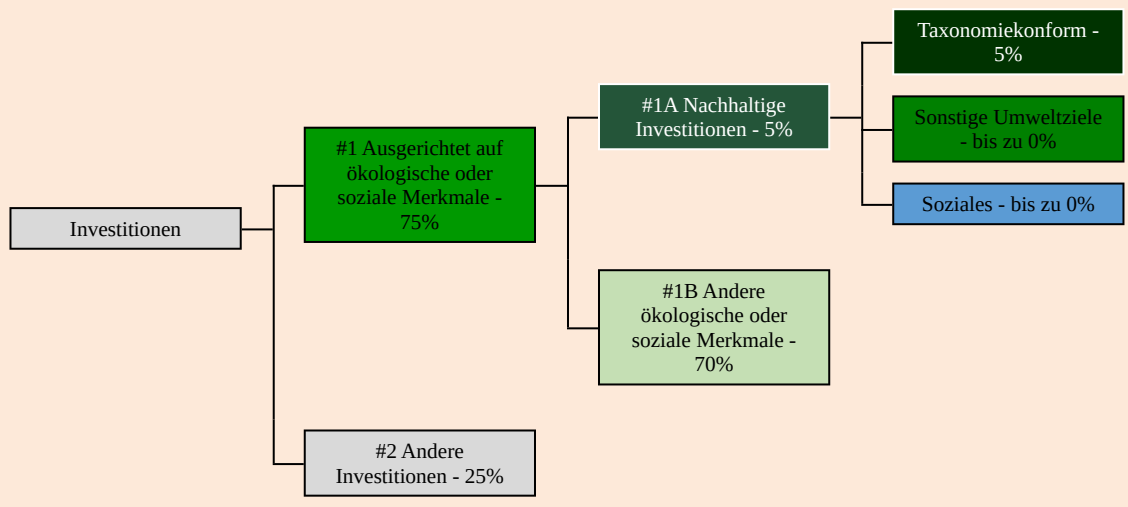 Investitionen
#1 Ausgerichtet auf
ökologische oder
soziale Merkmale -
75%
#2 Andere
Investitionen - 25%
#1A Nachhaltige
Investitionen - 5%
#1B Andere
ökologische oder
soziale Merkmale -
70%
Taxonomiekonform -
5%
Sonstige Umweltziele
- bis zu 0%
Soziales - bis zu 0%